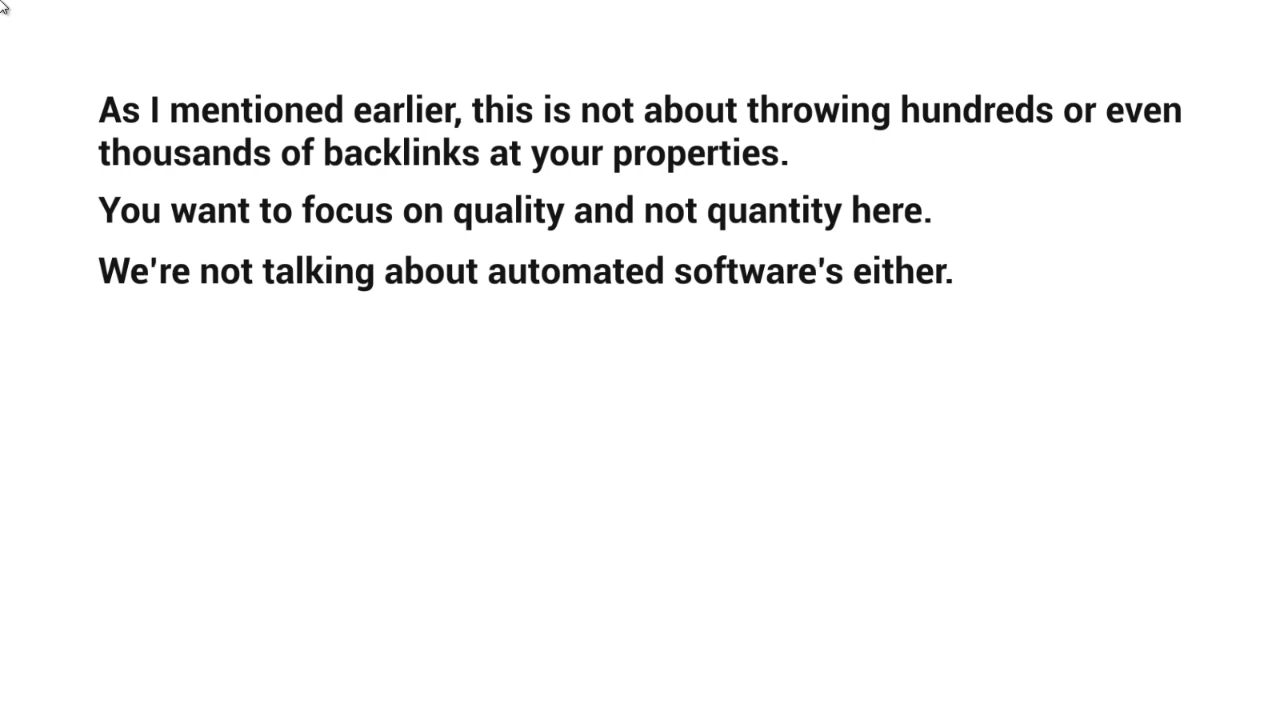 As I mentioned earlier, this is not about throwing hundreds or even
thousands of backlinks at your properties.
You want to focus on quality and not quantity here.
We're not talking about automated software's either.